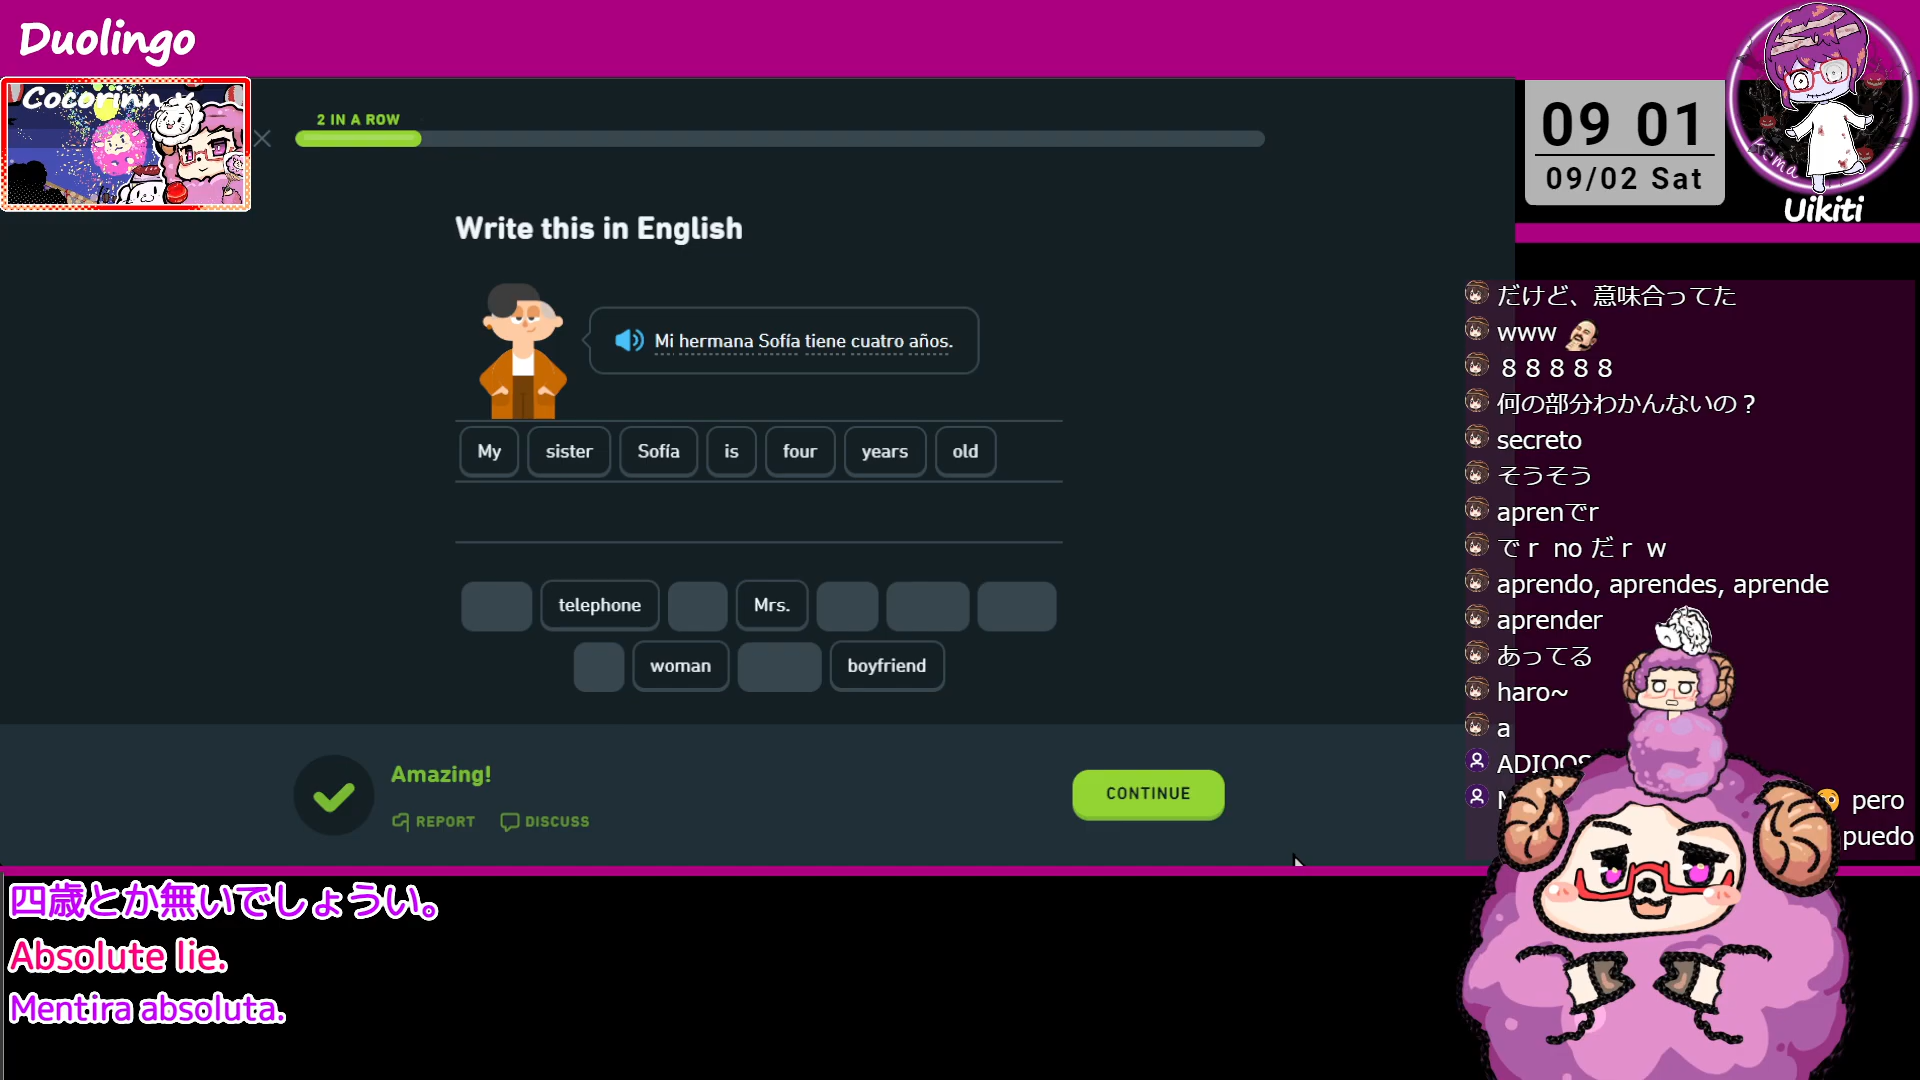 Duolingo
Cocorinn
2 IN A ROW
Write this in English
Mi hermana Sofía tiene cuatro años.
My sister Sofía is four years old
telephone Mrs.
woman boyfriend
Amazing!
REPORT DISCUSS
CONTINUE
09 01
09/02 Sat
kema
Uikiti
だけど、意味合ってた
www
８８８８８
何の部分わかんないの？
secreto
そうそう
aprenでr
でｒ no だｒ ｗ
aprendo, aprendes, aprende
aprender
あってる
haro~
a
pero
puedo
四歳とか無いでしょうい。
Absolute lie.
Mentira absoluta.